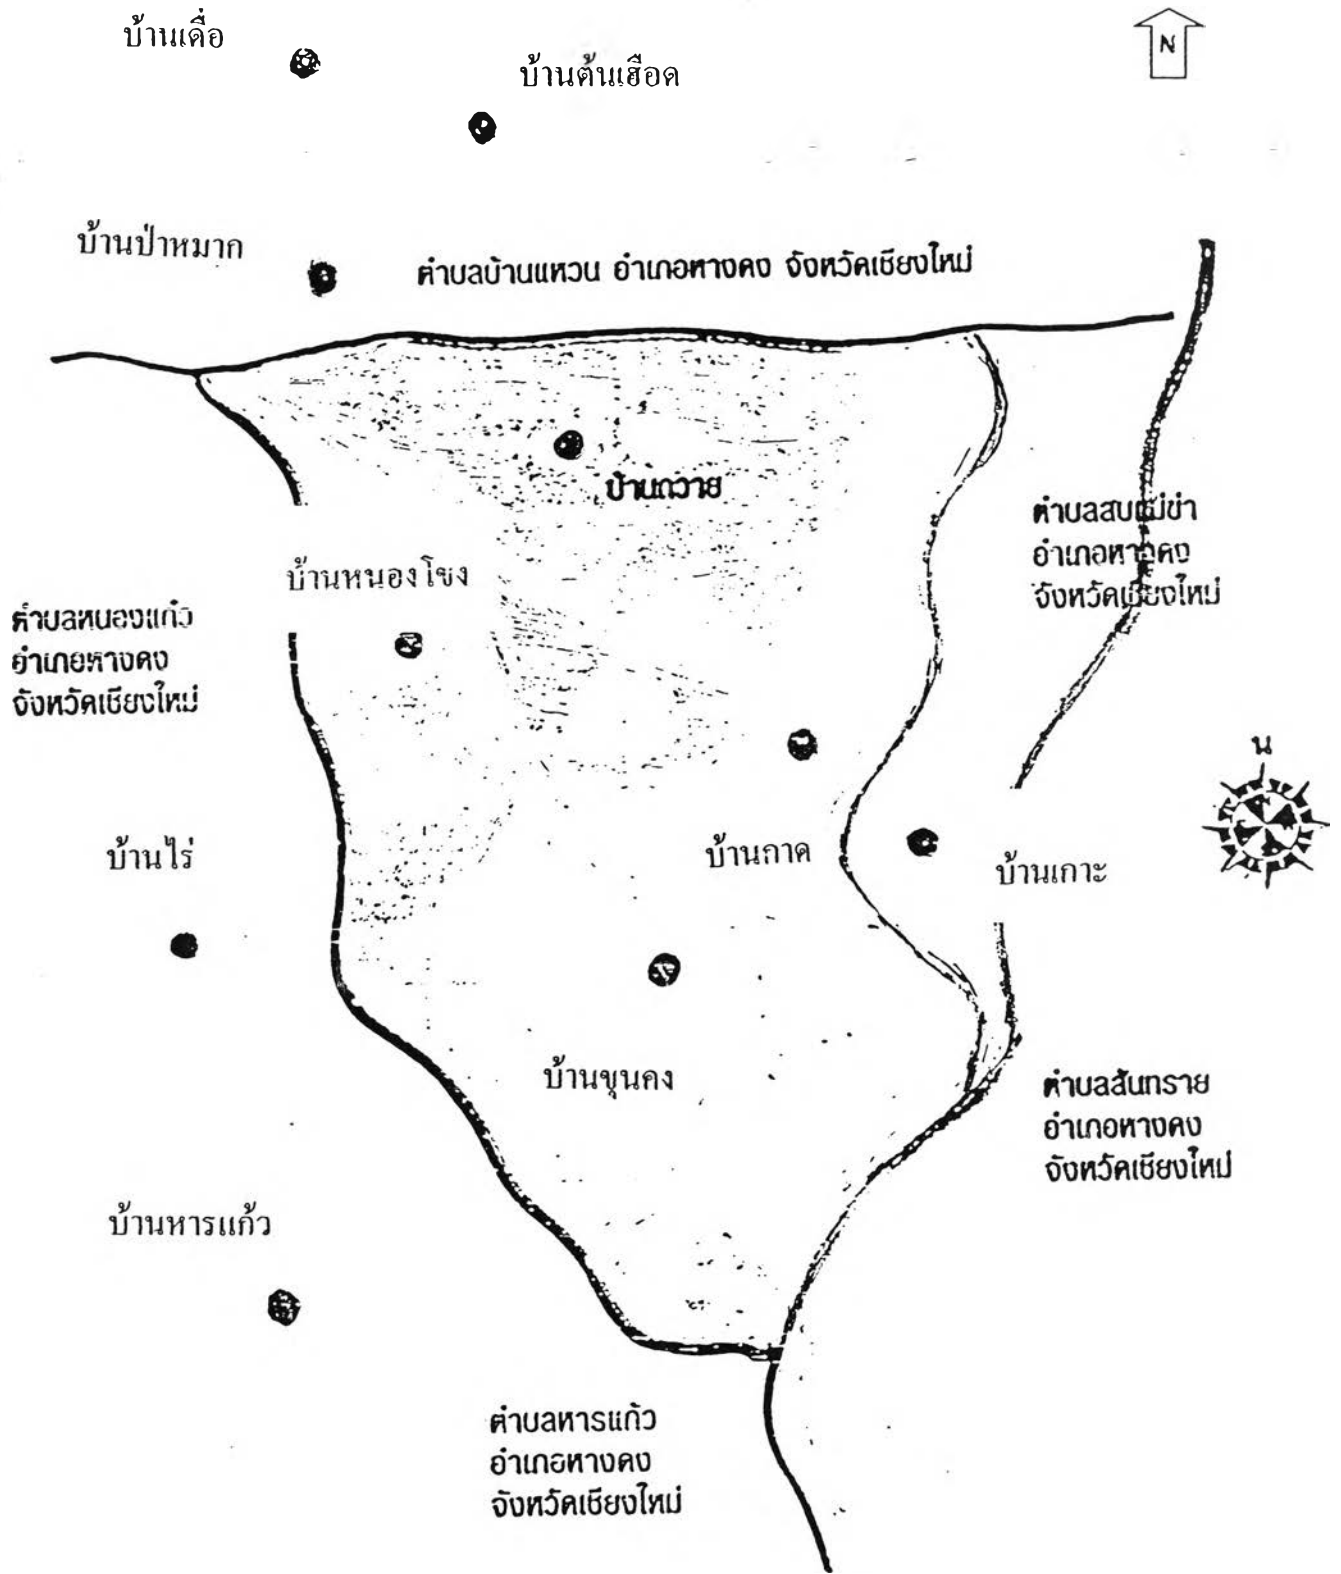 บ้านเดื่อ
N
บ้านต้นเฮือด
บ้านป่าหมาก
ตำบลบ้านแหวน อำเภอหางดง จังหวัดเชียงใหม่
บ้านถวาย
ตำบลสบแม่ข่า
อำเภอหางดง
จังหวัดเชียงใหม่
บ้านหนองโขง
ตำบลหนองแก๋ว
อำเภอหางดง
จังหวัดเชียงใหม่
น
บ้านไร่
บ้านกาด
บ้านเกาะ
บ้านขุนคง
ตำบลสันทราย
อำเภอหางดง
จังหวัดเชียงใหม่
บ้านหารแก้ว
ตำบลหารแก้ว
อำเภอหางดง
จังหวัดเชียงใหม่